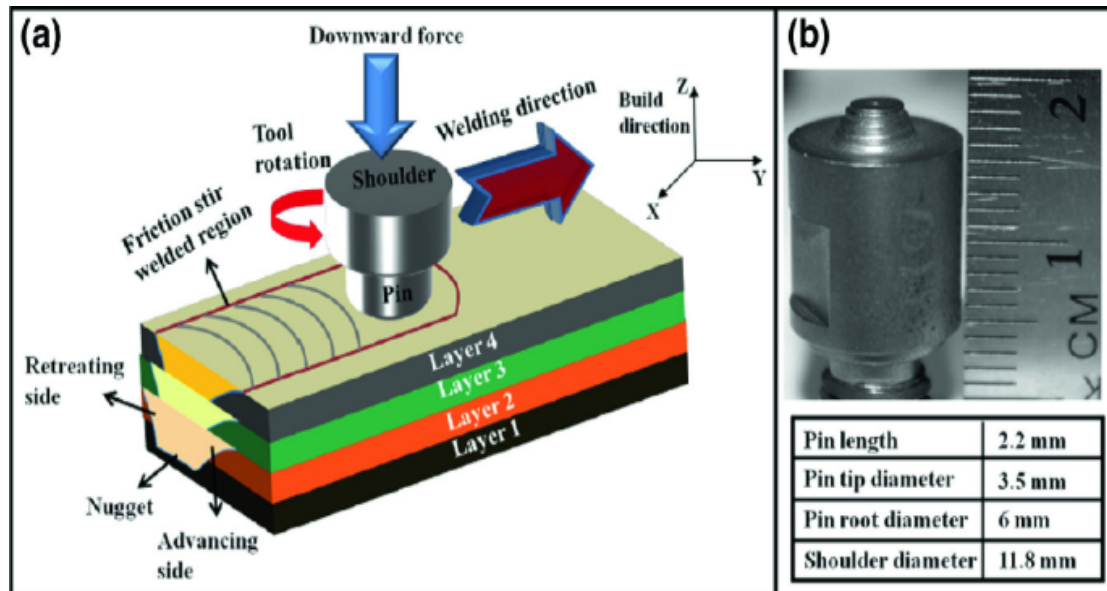 (a)
Downward force
Tool
rotation
Welding direction
Build
direction
Z
Y
X
Shoulder
Pin
Friction stir
welded region
Layer 4
Layer 3
Layer 2
Layer 1
Retreating
side
Nugget
Advancing
side
(b)
2
1
CM
Pin length 2.2 mm
Pin tip diameter 3.5 mm
Pin root diameter 6 mm
Shoulder diameter 11.8 mm